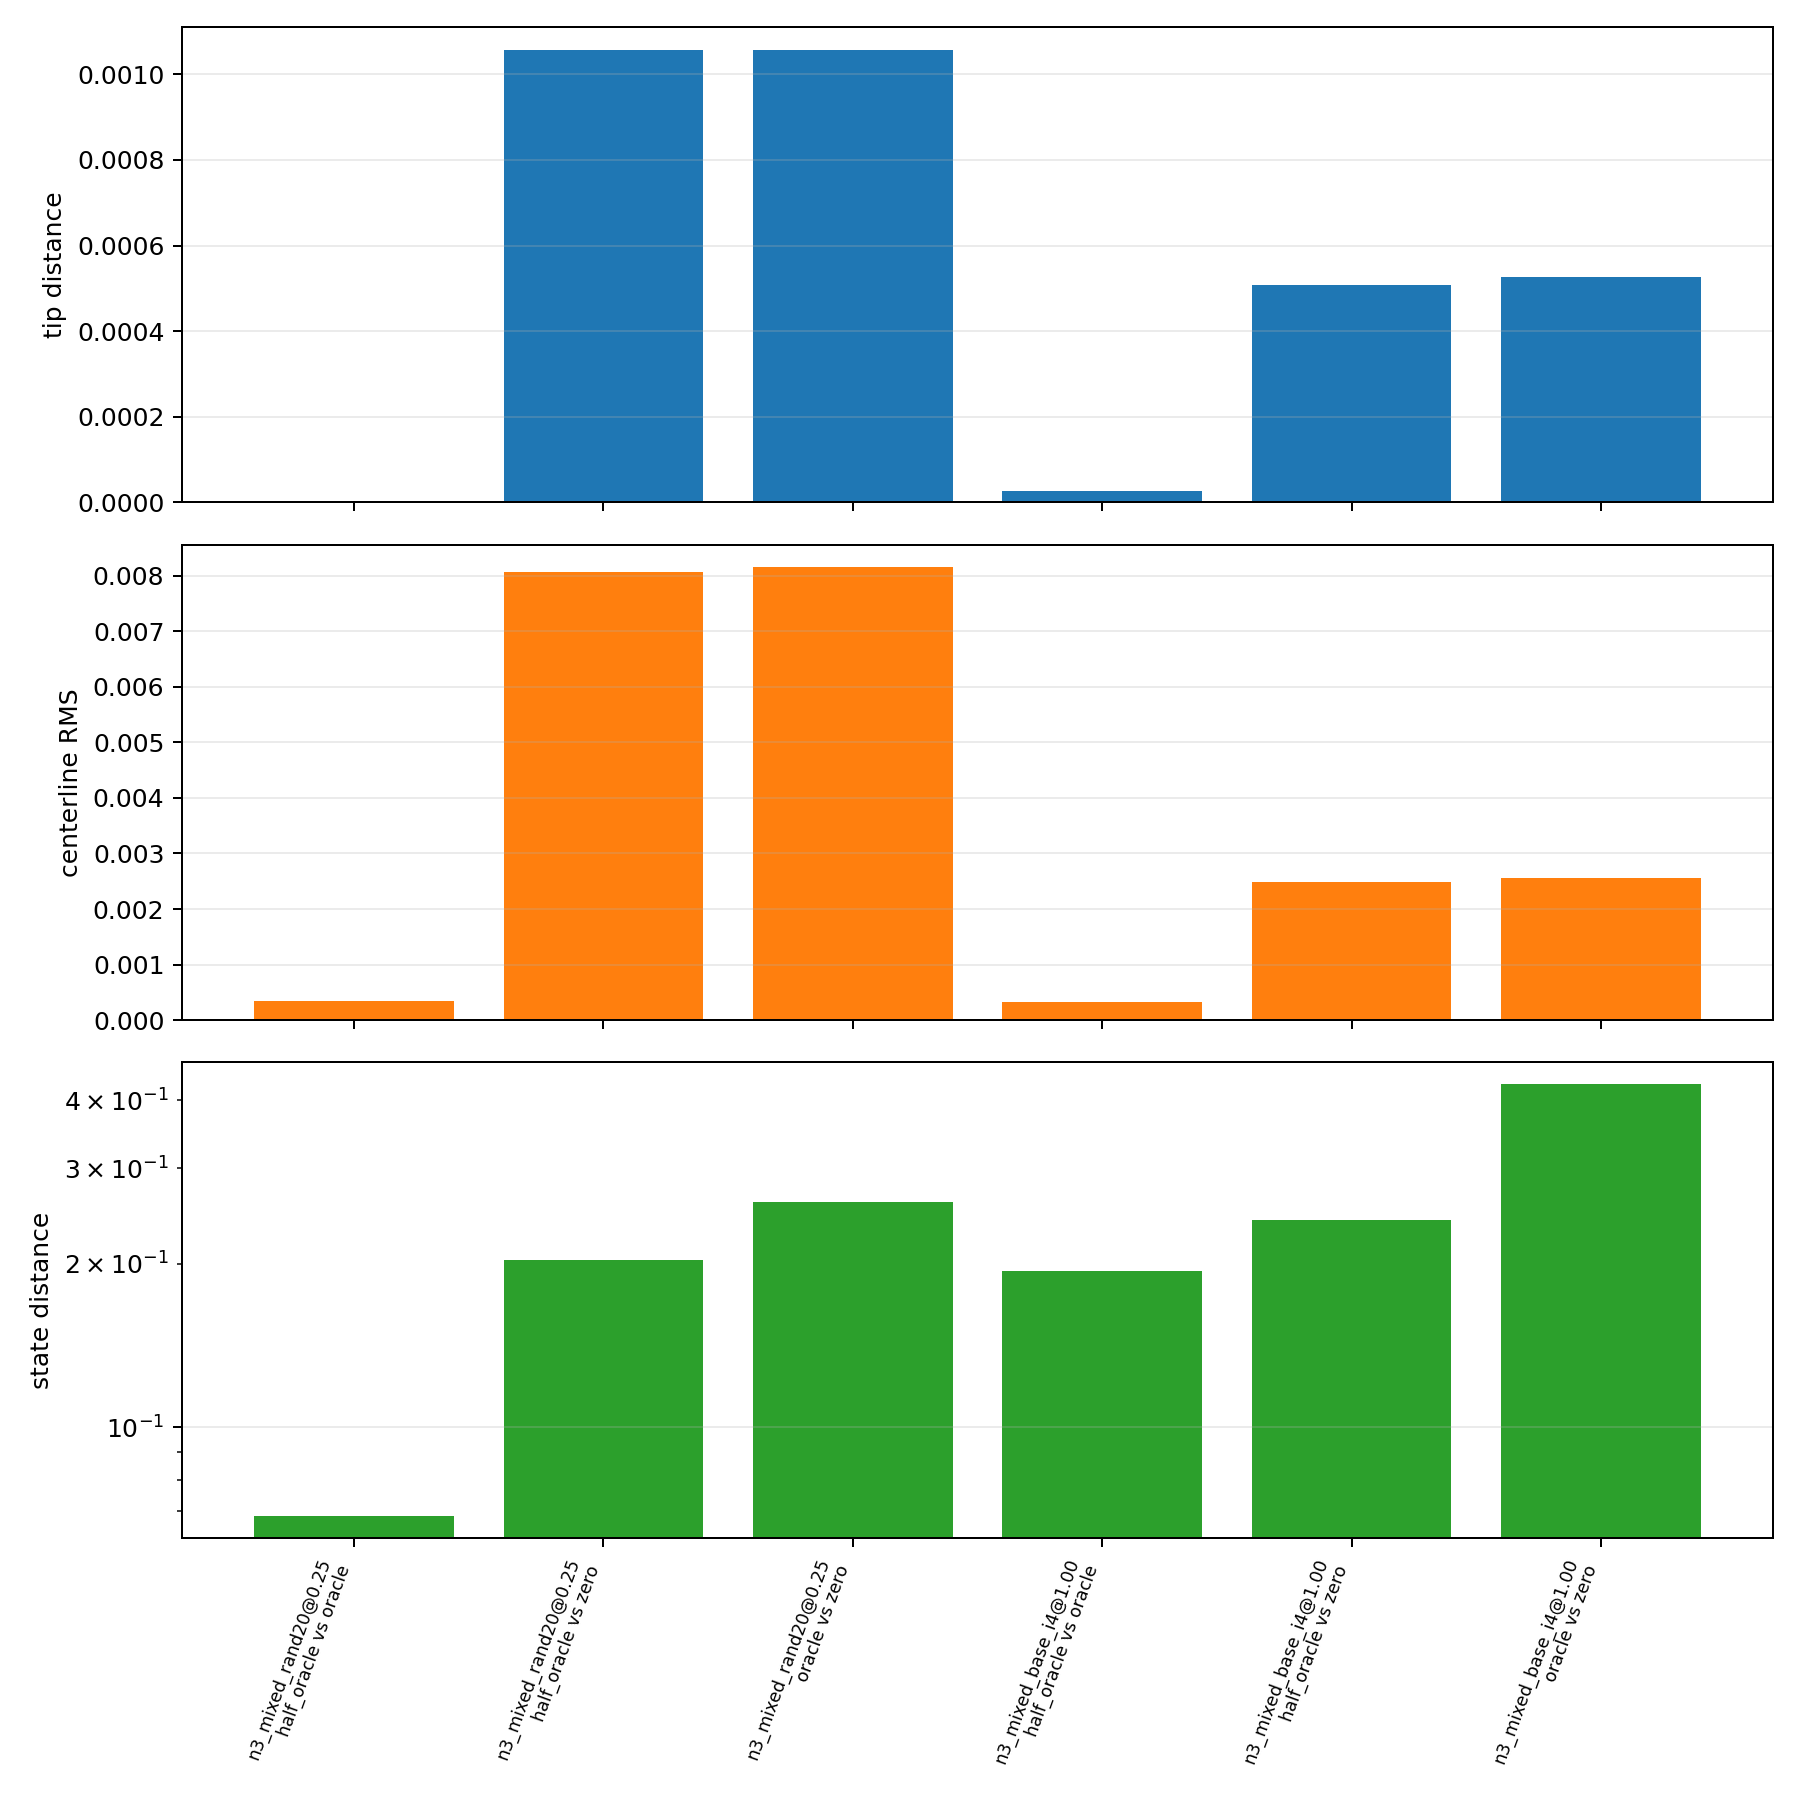 0.0010
0.0008
0.0006
0.0004
0.0002
0.0000
tip distance
0.008
0.007
0.006
0.005
0.004
0.003
0.002
0.001
0.000
centerline RMS
4 × 10⁻¹
3 × 10⁻¹
2 × 10⁻¹
10⁻¹
state distance
n3_mixed_rand20@0.25
half_oracle vs oracle
n3_mixed_rand20@0.25
half_oracle vs zero
n3_mixed_rand20@0.25
oracle vs zero
n3_mixed_base_i4@1.00
half_oracle vs oracle
n3_mixed_base_i4@1.00
half_oracle vs zero
n3_mixed_base_i4@1.00
oracle vs zero